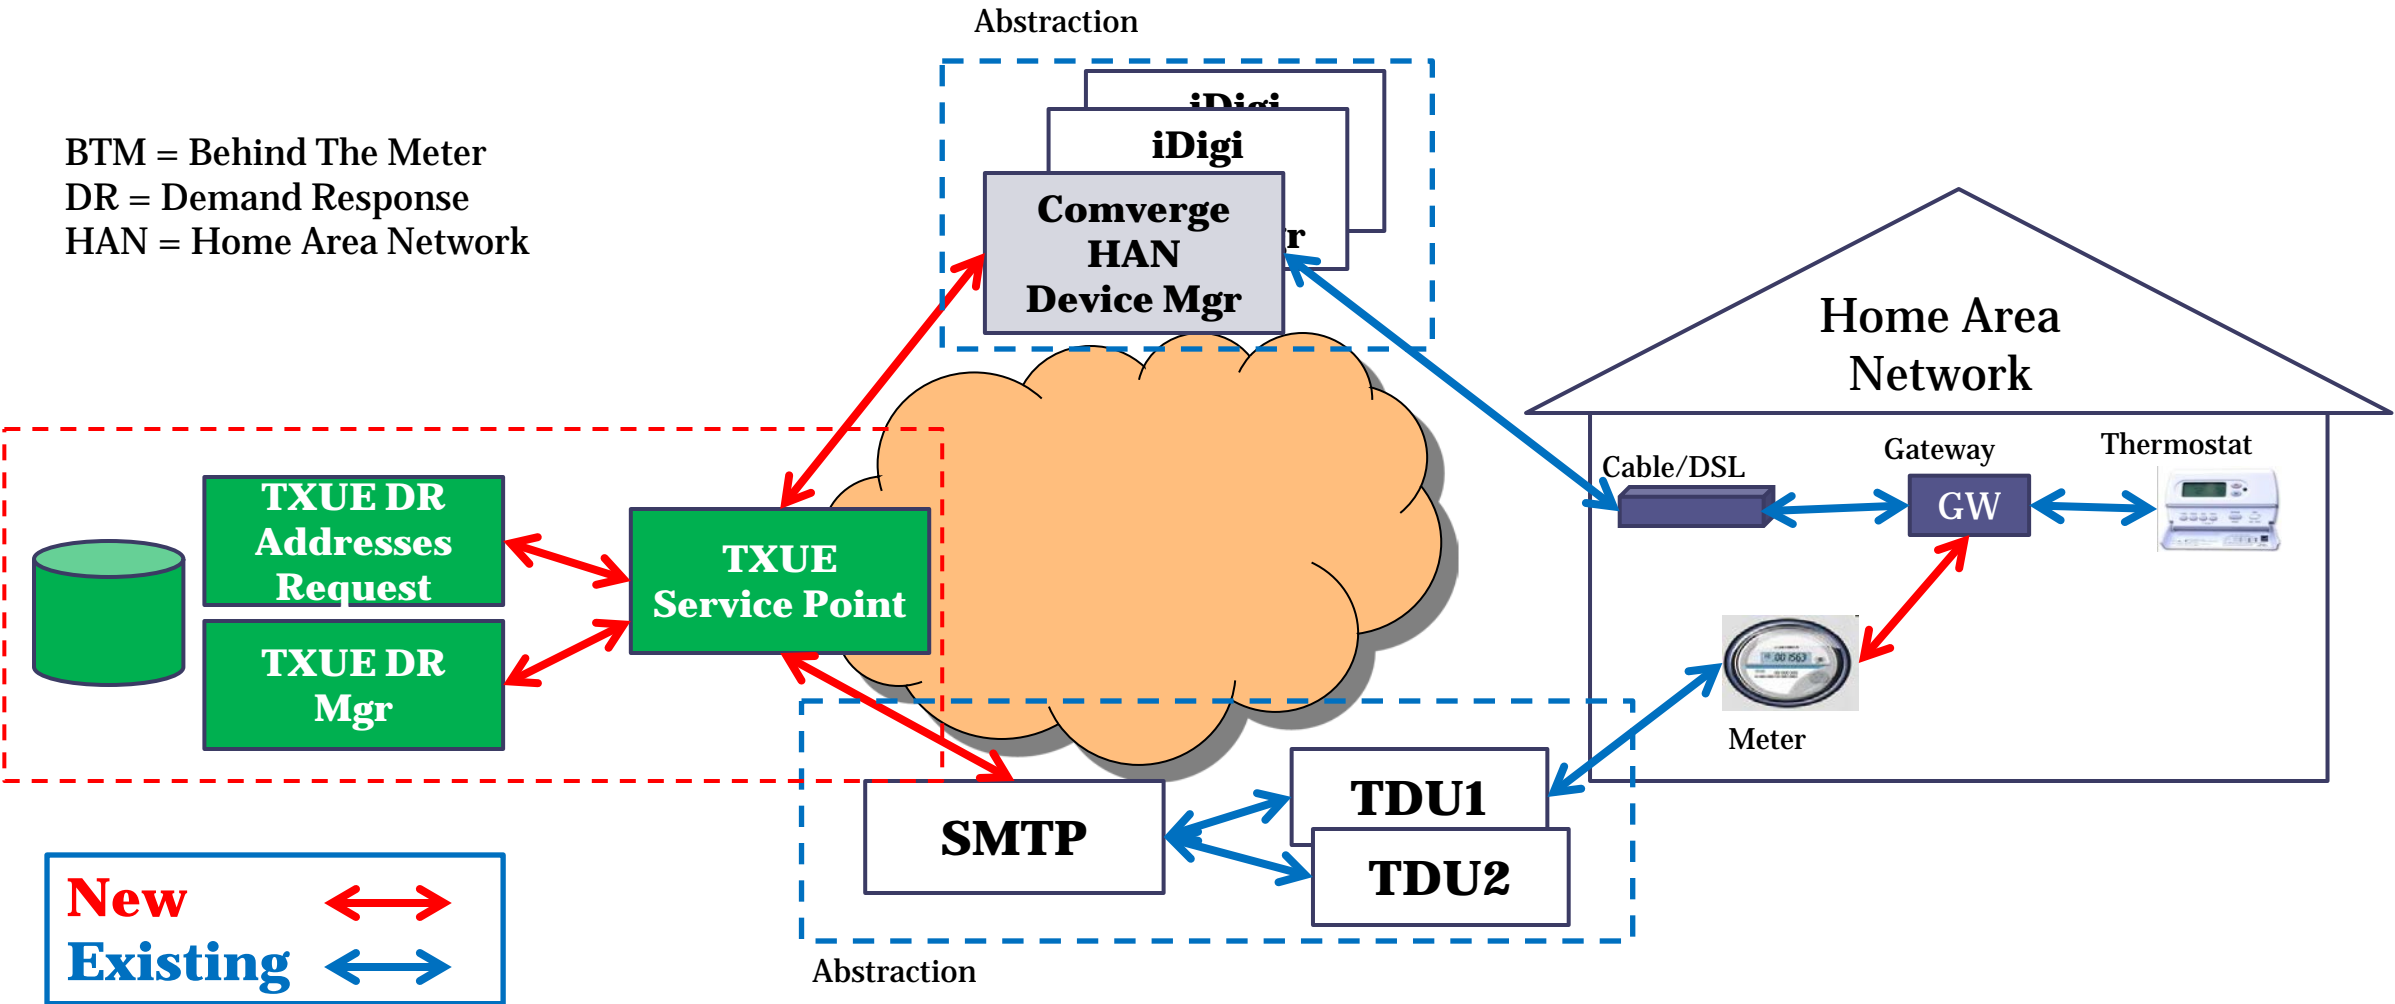 Abstraction
iDigi
iDigi
Comverge
HAN
Device Mgr
BTM = Behind The Meter
DR = Demand Response
HAN = Home Area Network
Home Area
Network
Cable/DSL
Gateway
Thermostat
GW
TXUE DR
Addresses
Request
TXUE
Service Point
TXUE DR
Mgr
Meter
SMTP
TDU1
TDU2
New
Existing
Abstraction